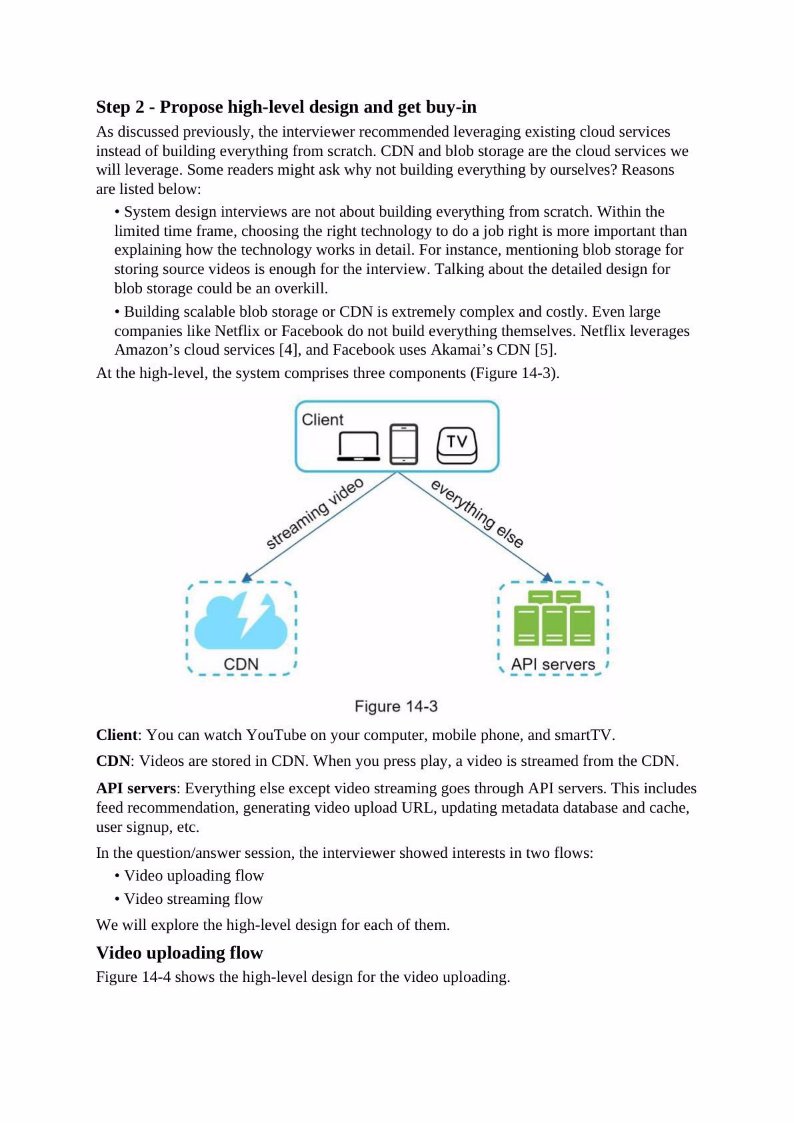 Step 2 - Propose high-level design and get buy-in
As discussed previously, the interviewer recommended leveraging existing cloud services
instead of building everything from scratch. CDN and blob storage are the cloud services we
will leverage. Some readers might ask why not building everything by ourselves? Reasons
are listed below:
• System design interviews are not about building everything from scratch. Within the
limited time frame, choosing the right technology to do a job right is more important than
explaining how the technology works in detail. For instance, mentioning blob storage for
storing source videos is enough for the interview. Talking about the detailed design for
blob storage could be an overkill.
• Building scalable blob storage or CDN is extremely complex and costly. Even large
companies like Netflix or Facebook do not build everything themselves. Netflix leverages
Amazon’s cloud services [4], and Facebook uses Akamai’s CDN [5].
At the high-level, the system comprises three components (Figure 14-3).
Client
TV
streaming video
everything else
CDN
API servers
Figure 14-3
Client: You can watch YouTube on your computer, mobile phone, and smartTV.
CDN: Videos are stored in CDN. When you press play, a video is streamed from the CDN.
API servers: Everything else except video streaming goes through API servers. This includes
feed recommendation, generating video upload URL, updating metadata database and cache,
user signup, etc.
In the question/answer session, the interviewer showed interests in two flows:
• Video uploading flow
• Video streaming flow
We will explore the high-level design for each of them.
Video uploading flow
Figure 14-4 shows the high-level design for the video uploading.